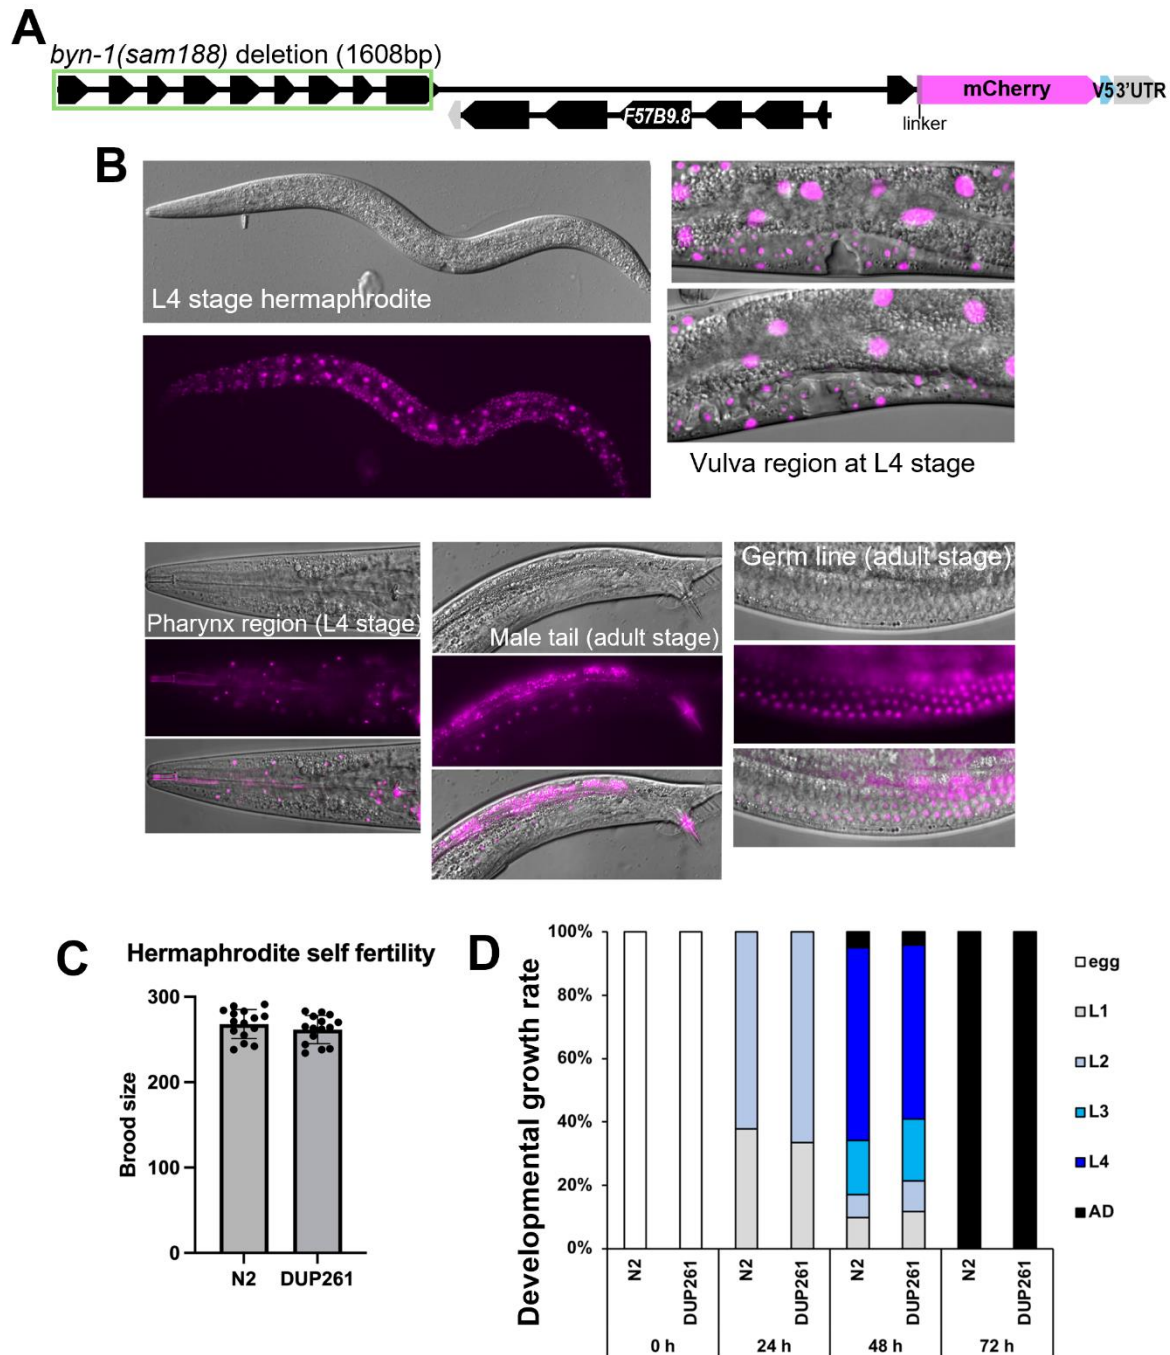 A
byn-1(sam188) deletion (1608bp)
mCherry
V5
3'UTR
F57B9.8
linker
B
L4 stage hermaphrodite
Vulva region at L4 stage
Pharynx region (L4 stage)
Male tail (adult stage)
Germ line (adult stage)
C
Hermaphrodite self fertility
Brood size
300
200
100
0
N2
DUP261
D
Developmental growth rate
100%
80%
60%
40%
20%
0%
N2
DUP261
N2
DUP261
N2
DUP261
N2
DUP261
0 h
24 h
48 h
72 h
egg
L1
L2
L3
L4
AD